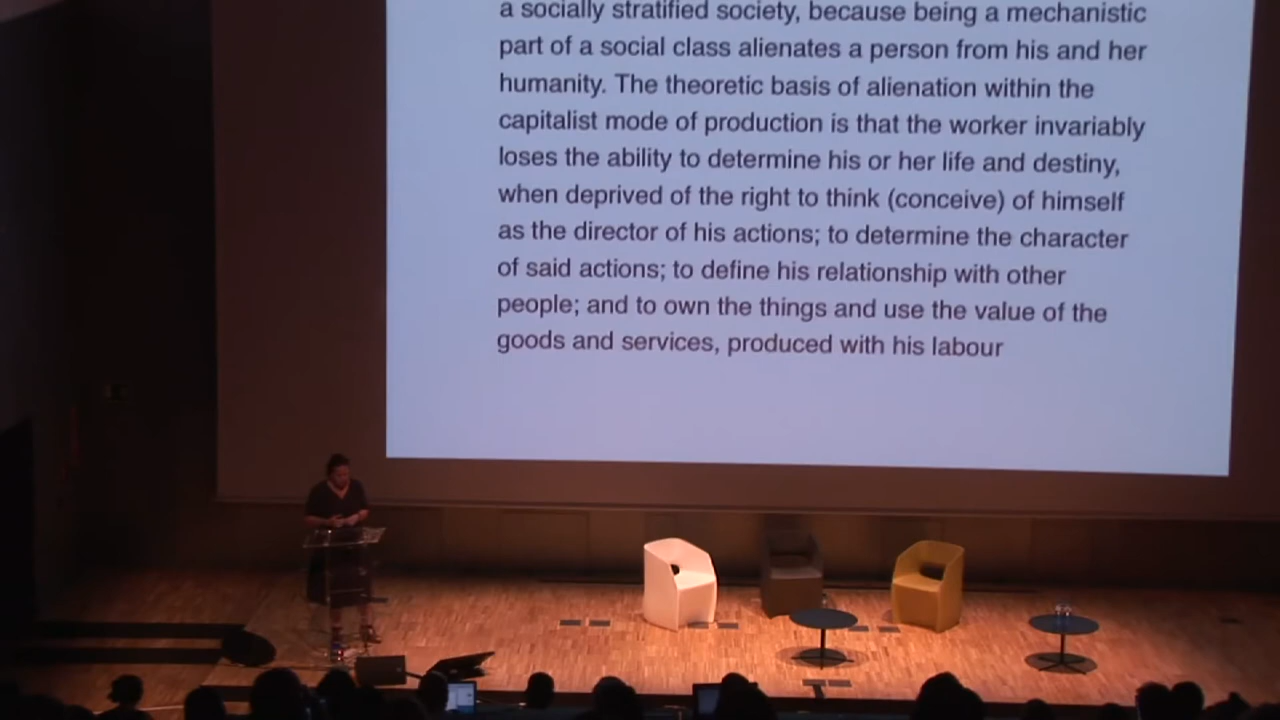 a socially stratified society, because being a mechanistic
part of a social class alienates a person from his and her
humanity. The theoretic basis of alienation within the
capitalist mode of production is that the worker invariably
loses the ability to determine his or her life and destiny,
when deprived of the right to think (conceive) of himself
as the director of his actions; to determine the character
of said actions; to define his relationship with other
people; and to own the things and use the value of the
goods and services, produced with his labour